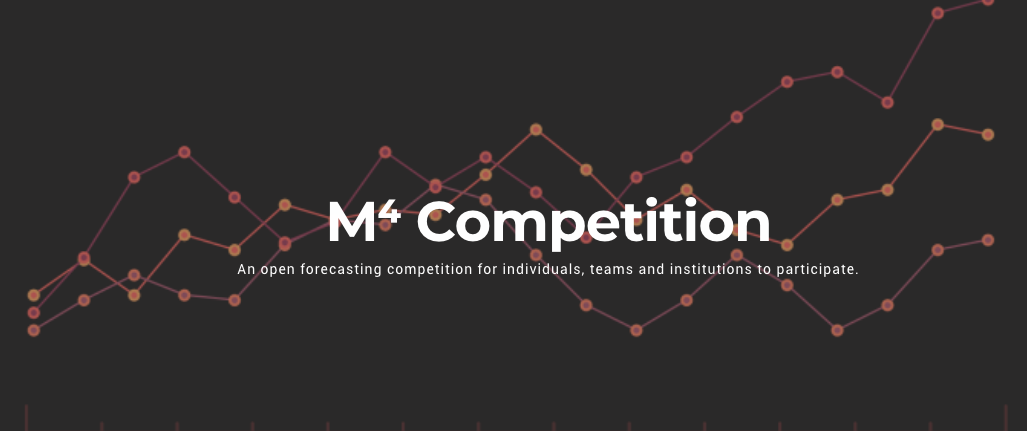 M⁴ Competition
An open forecasting competition for individuals, teams and institutions to participate.